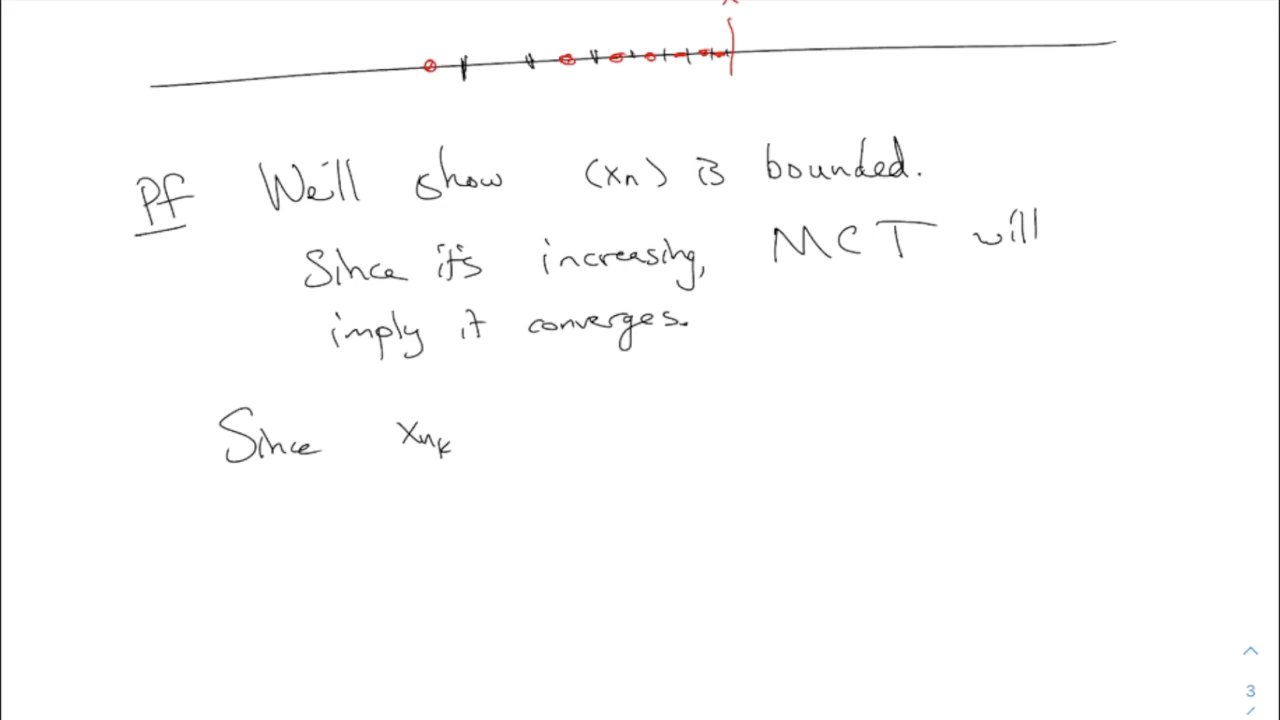 Pf We'll show (xn) is bounded.
Since it's increasing, MCT will
imply it converges.
Since xnk
3